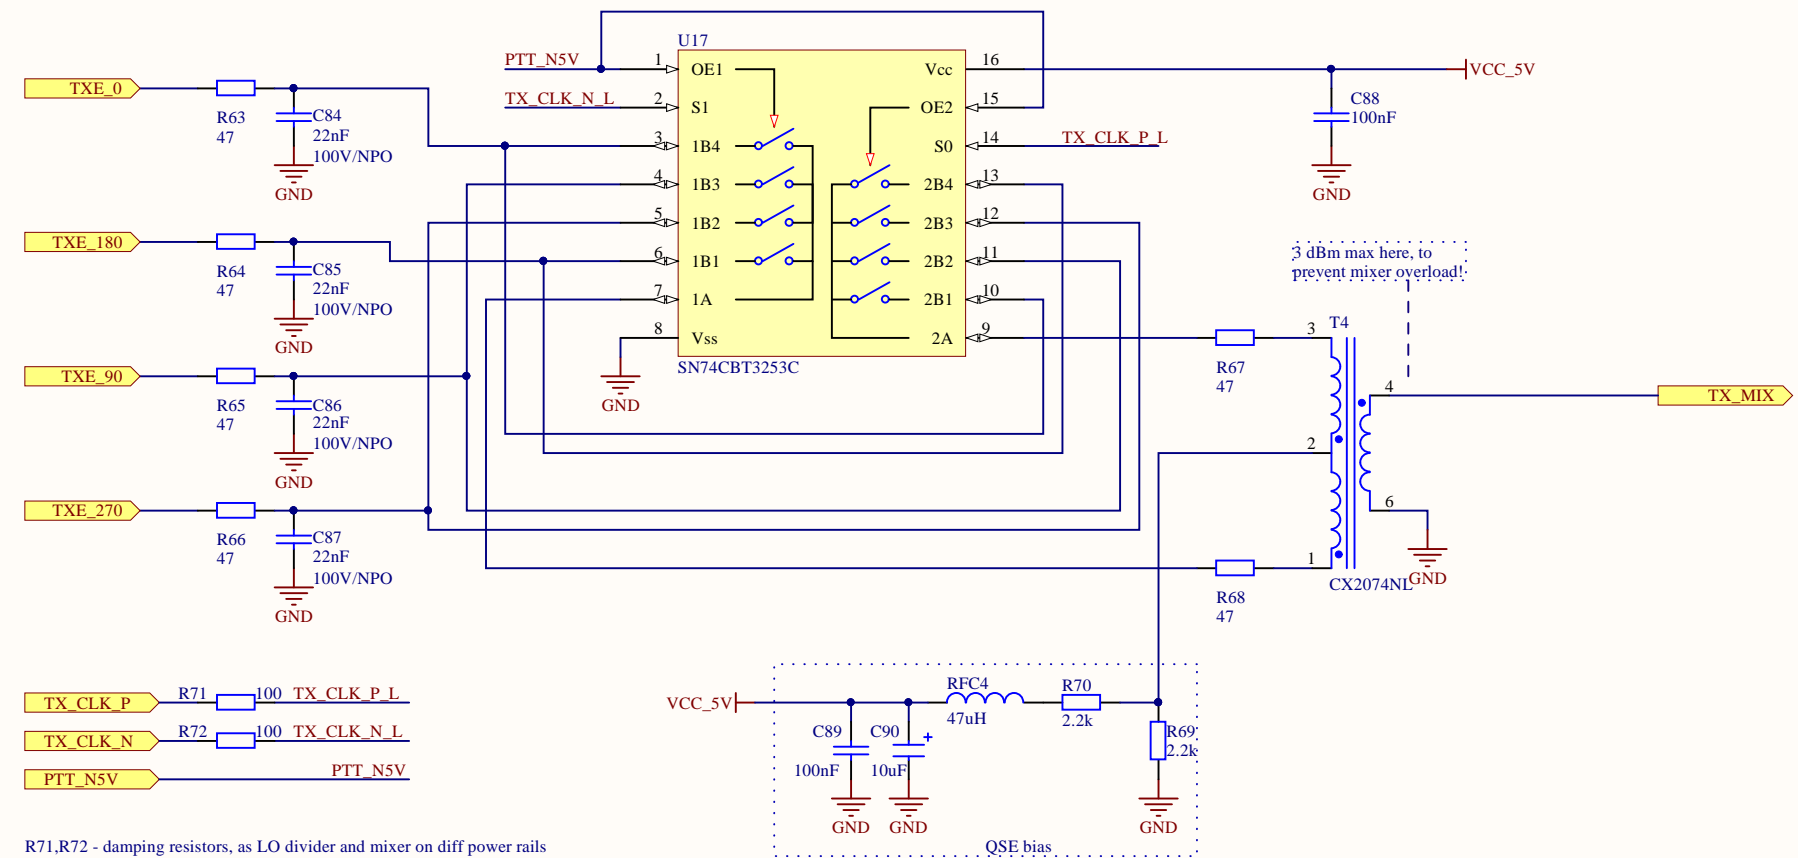 TXE_0
R63
47
C84
22nF
100V/NPO
GND
TXE_180
R64
47
C85
22nF
100V/NPO
GND
TXE_90
R65
47
C86
22nF
100V/NPO
GND
TXE_270
R66
47
C87
22nF
100V/NPO
GND
PTT_N5V
TX_CLK_N_L
U17
1 OE1 Vcc 16
2 S1 OE2 15
3 1B4 S0 14
4 1B3 2B4 13
5 1B2 2B3 12
6 1B1 2B2 11
7 1A 2B1 10
8 Vss 2A 9
SN74CBT3253C
GND
TX_CLK_P_L
VCC_5V
C88
100nF
GND
3 dBm max here, to
prevent mixer overload!
R67
47
R68
47
T4
3
2
1
4
6
CX2074NL
GND
TX_MIX
TX_CLK_P R71 100 TX_CLK_P_L
TX_CLK_N R72 100 TX_CLK_N_L
PTT_N5V PTT_N5V
VCC_5V
C89
100nF
GND
C90
+
10uF
GND
RFC4
47uH
R70
2.2k
R69
2.2k
GND
QSE bias
R71,R72 - damping resistors, as LO divider and mixer on diff power rails